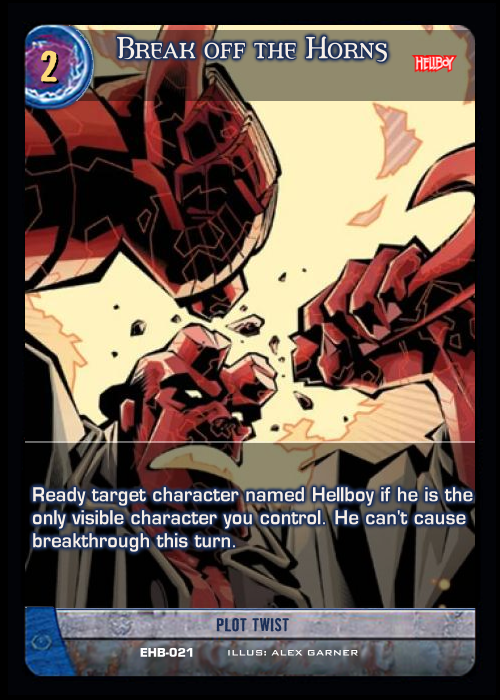 2
Break off the Horns
HELLBOY
Ready target character named Hellboy if he is the
only visible character you control. He can't cause
breakthrough this turn.
PLOT TWIST
EHB-021 ILLUS: ALEX GARNER